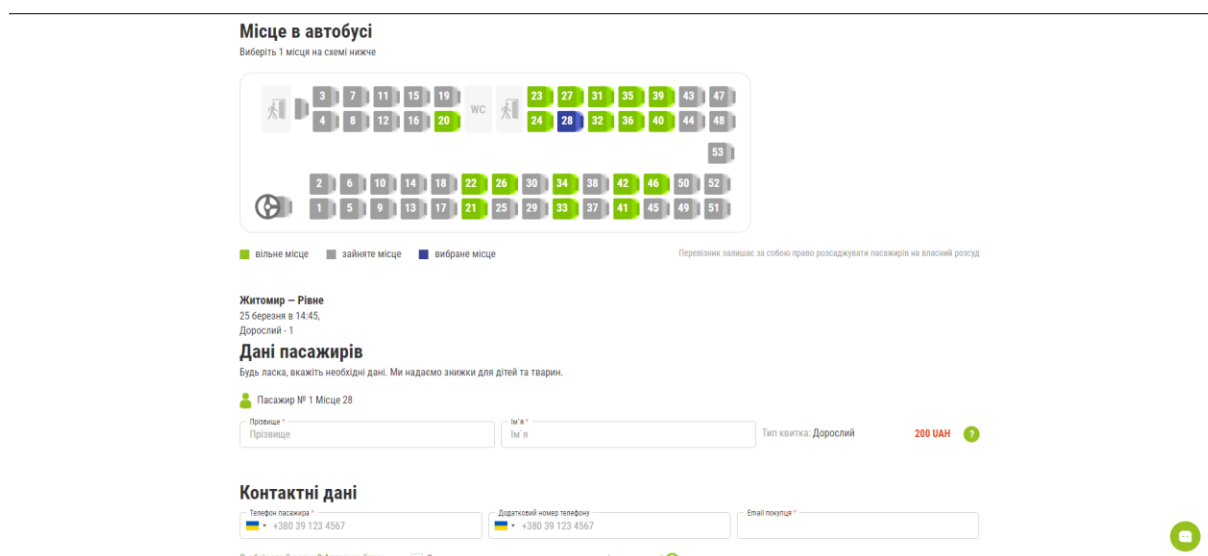 Місце в автобусі
Виберіть 1 місця на схемі нижче
3 7 11 15 19 23 27 31 35 39 43 47
WC
4 8 12 16 20 24 28 32 36 40 44 48
53
2 6 10 14 18 22 26 30 34 38 42 46 50 52
1 5 9 13 17 21 25 29 33 37 41 45 49 51
вільне місце зайняте місце вибране місце Перевізник залишає за собою право розсаджувати пасажирів на власний розсуд
Житомир — Рівне
25 березня в 14:45,
Дорослий - 1
Дані пасажирів
Будь ласка, вкажіть необхідні дані. Ми надаємо знижки для дітей та тварин.
Пасажир № 1 Місце 28
Прізвище * Ім'я *
Прізвище Ім`я Тип квитка: Дорослий 200 UAH ?
Контактні дані
Телефон пасажира * Додатковий номер телефону Email покупця *
+380 39 123 4567 +380 39 123 4567